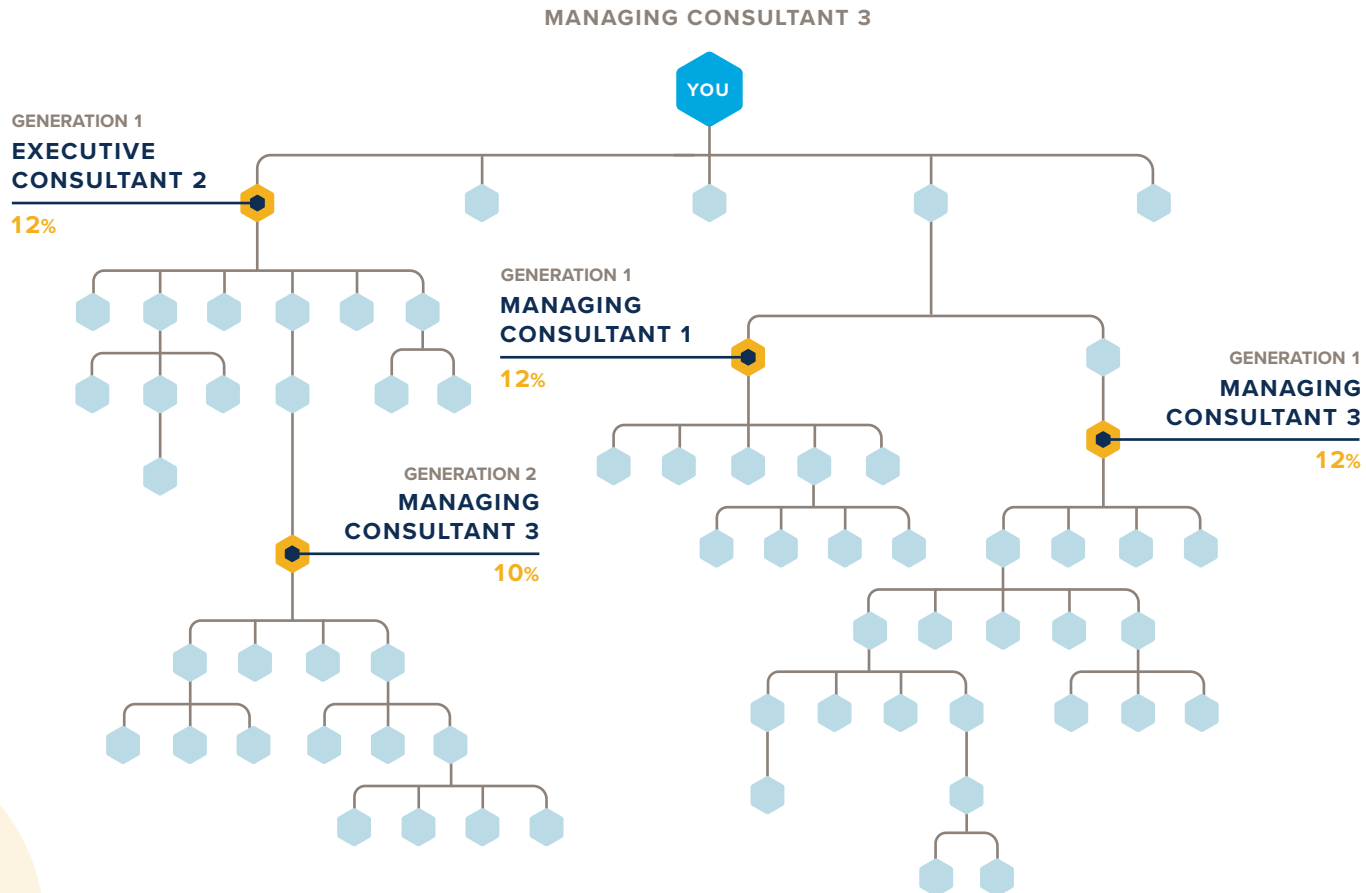 MANAGING CONSULTANT 3
YOU
GENERATION 1
EXECUTIVE
CONSULTANT 2
12%
GENERATION 1
MANAGING
CONSULTANT 1
12%
GENERATION 1
MANAGING
CONSULTANT 3
12%
GENERATION 2
MANAGING
CONSULTANT 3
10%